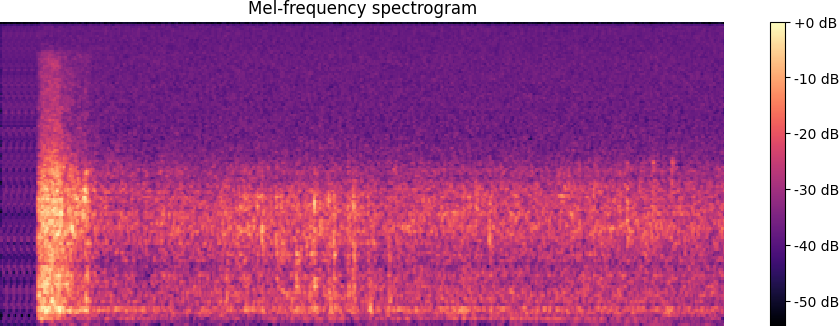 Mel-frequency spectrogram
+0 dB
-10 dB
-20 dB
-30 dB
-40 dB
-50 dB